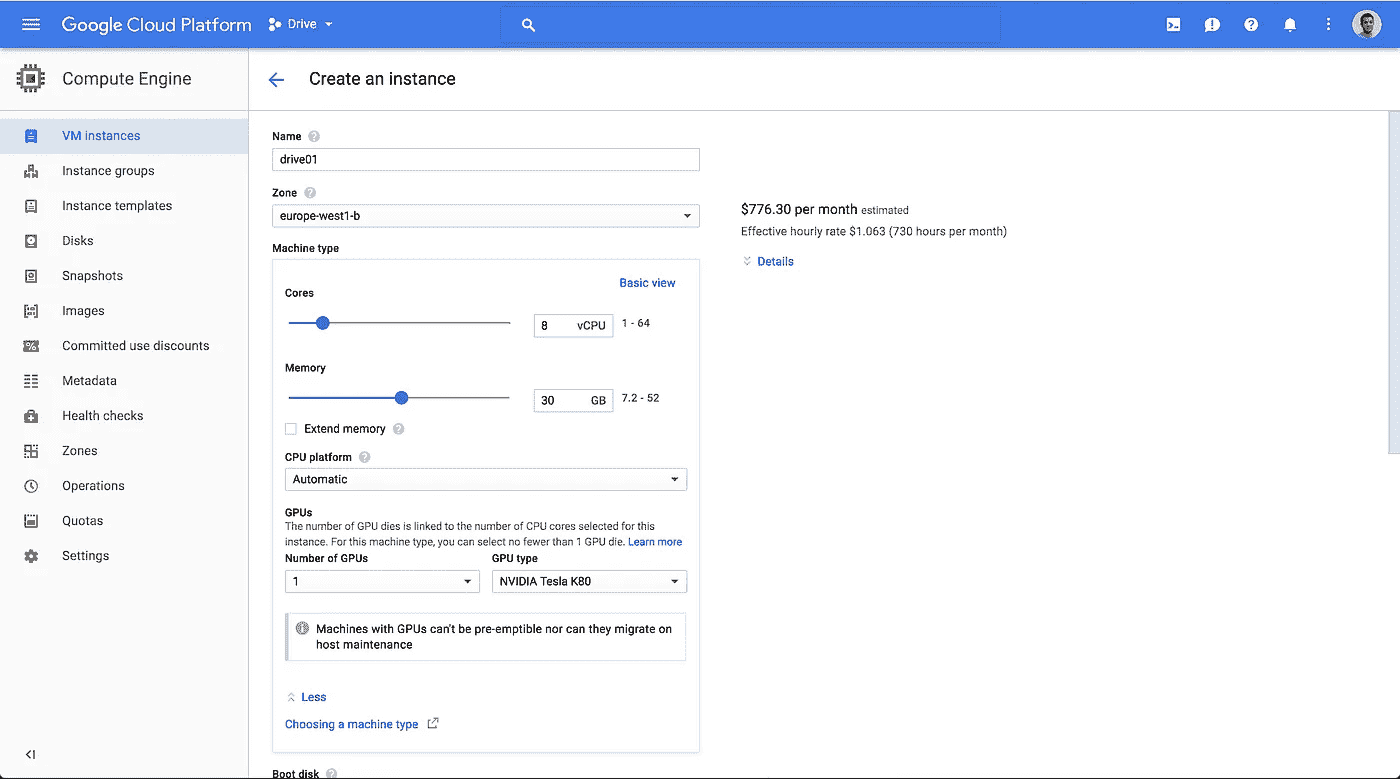 Google Cloud Platform
Drive
Compute Engine
Create an instance
VM instances
Instance groups
Instance templates
Disks
Snapshots
Images
Committed use discounts
Metadata
Health checks
Zones
Operations
Quotas
Settings
Name
drive01
Zone
europe-west1-b
$776.30 per month estimated
Effective hourly rate $1.063 (730 hours per month)
Details
Machine type
Basic view
Cores
8 vCPU 1 - 64
Memory
30 GB 7.2 - 52
Extend memory
CPU platform
Automatic
GPUs
The number of GPU dies is linked to the number of CPU cores selected for this
instance. For this machine type, you can select no fewer than 1 GPU die. Learn more
Number of GPUs GPU type
1 NVIDIA Tesla K80
Machines with GPUs can't be pre-emptible nor can they migrate on
host maintenance
Less
Choosing a machine type
Boot disk